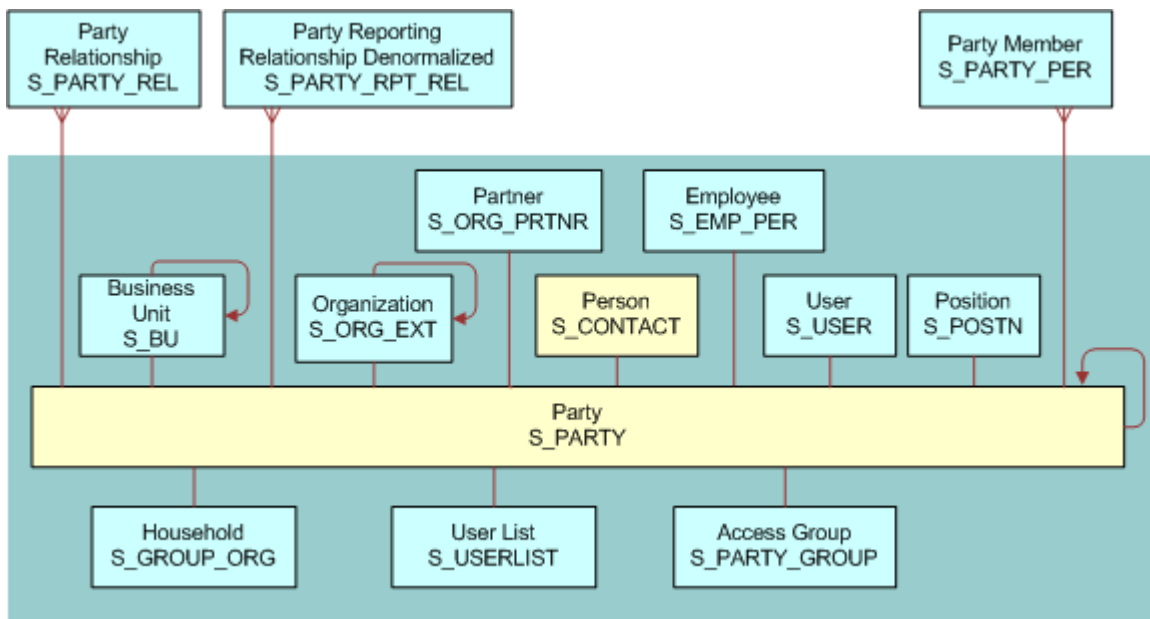 Party
Relationship
S_PARTY_REL
Party Reporting
Relationship Denormalized
S_PARTY_RPT_REL
Party Member
S_PARTY_PER
Partner
S_ORG_PRTNR
Employee
S_EMP_PER
Business
Unit
S_BU
Organization
S_ORG_EXT
Person
S_CONTACT
User
S_USER
Position
S_POSTN
Party
S_PARTY
Household
S_GROUP_ORG
User List
S_USERLIST
Access Group
S_PARTY_GROUP